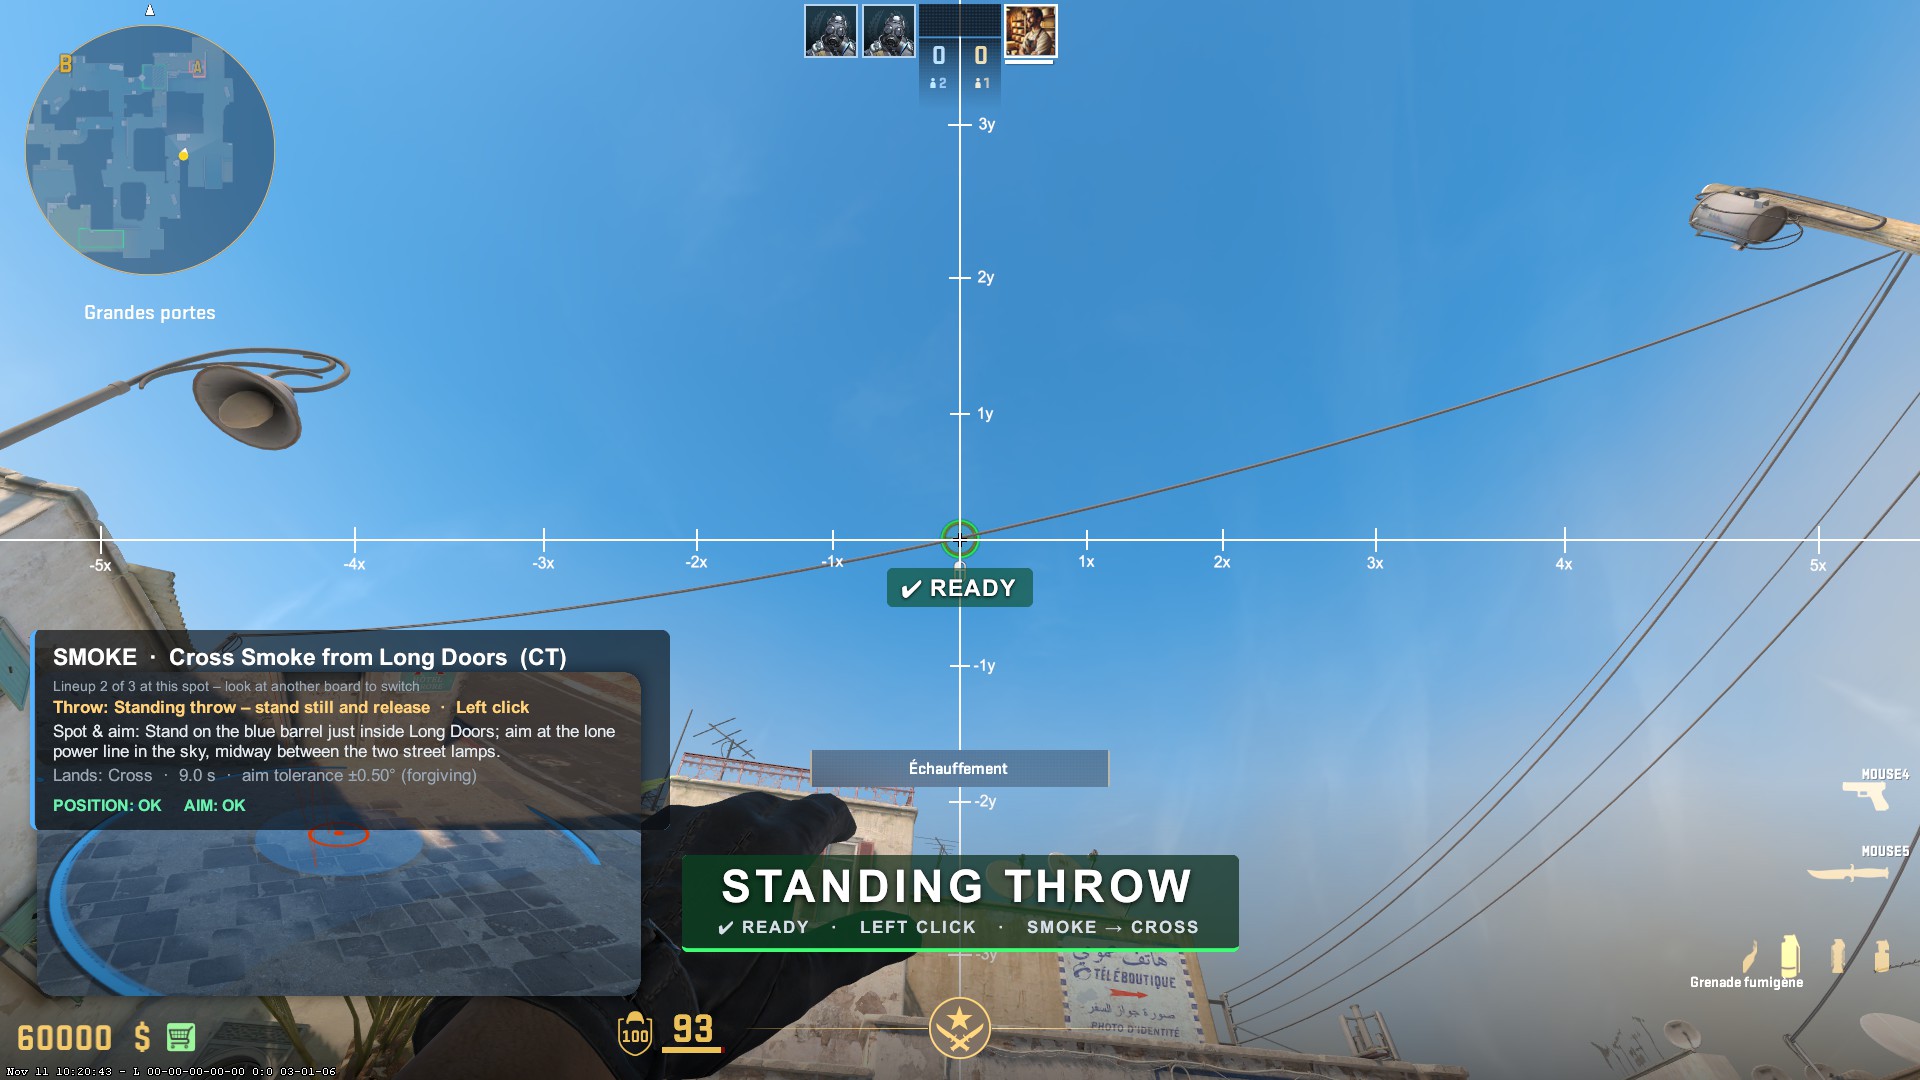 B
A
0
0
2
1
3y
2y
1y
Grandes portes
-5x
-4x
-3x
-2x
-1x
1x
2x
3x
4x
5x
✔ READY
-1y
SMOKE · Cross Smoke from Long Doors (CT)
Lineup 2 of 3 at this spot – look at another board to switch
Throw: Standing throw – stand still and release · Left click
Spot & aim: Stand on the blue barrel just inside Long Doors; aim at the lone
power line in the sky, midway between the two street lamps.
Lands: Cross · 9.0 s · aim tolerance ±0.50° (forgiving)
POSITION: OK AIM: OK
Échauffement
-2y
MOUSE4
MOUSE5
STANDING THROW
✔ READY · LEFT CLICK · SMOKE → CROSS
-3y
هاتف عمومي
TÉLÉBOUTIQUE
صورة جواز السفر
PHOTO D'IDENTITÉ
Grenade fumigène
60000 $
100
93
Nov 11 10:20:43 - L 00-00-00-00-00 0:0 03-01-06